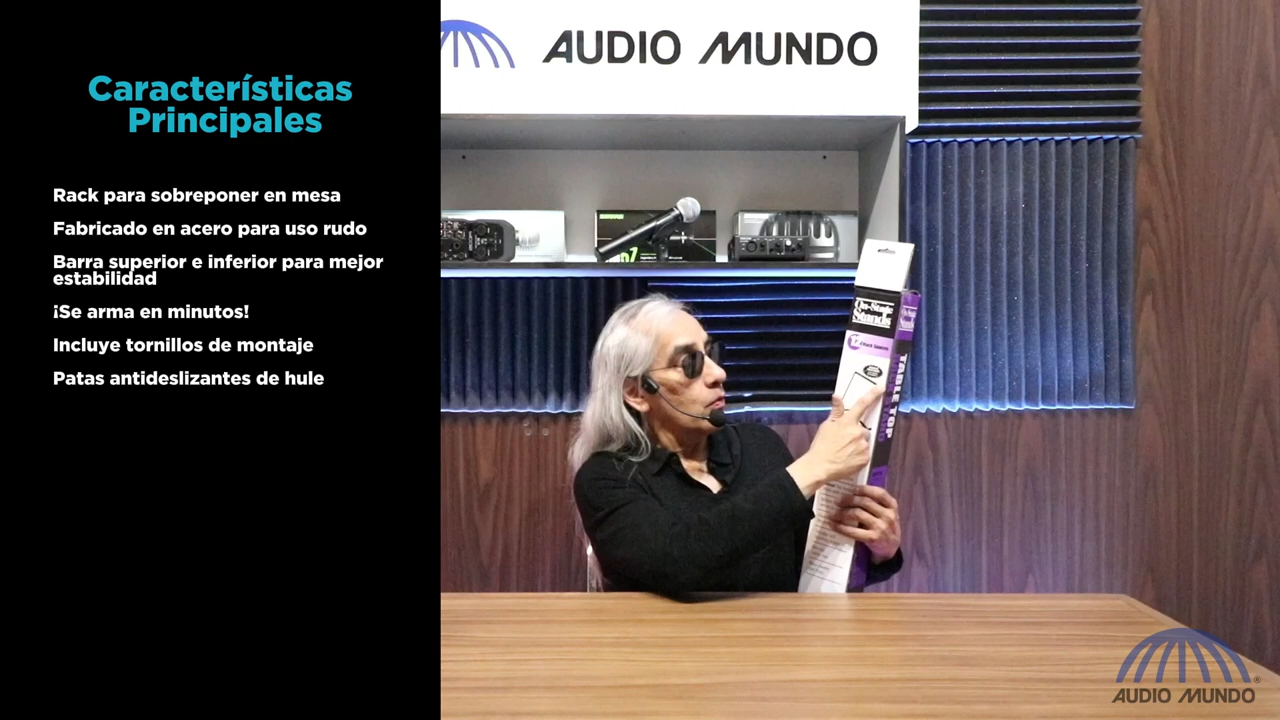 Características
Principales
Rack para sobreponer en mesa
Fabricado en acero para uso rudo
Barra superior e inferior para mejor
estabilidad
¡Se arma en minutos!
Incluye tornillos de montaje
Patas antideslizantes de hule
AUDIO MUNDO
On-Stage
Stands
TABLE TOP
AUDIO MUNDO